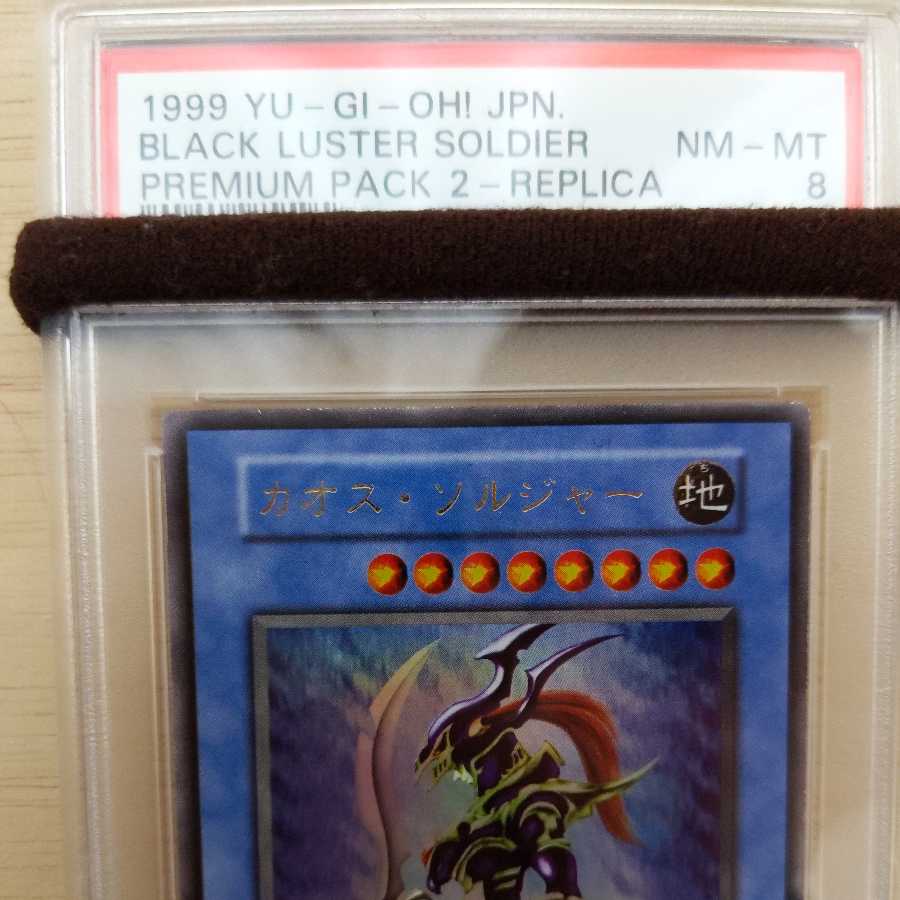 1999 YU-GI-OH! JPN.
BLACK LUSTER SOLDIER NM-MT
PREMIUM PACK 2-REPLICA 8
カオス・ソルジャー 地